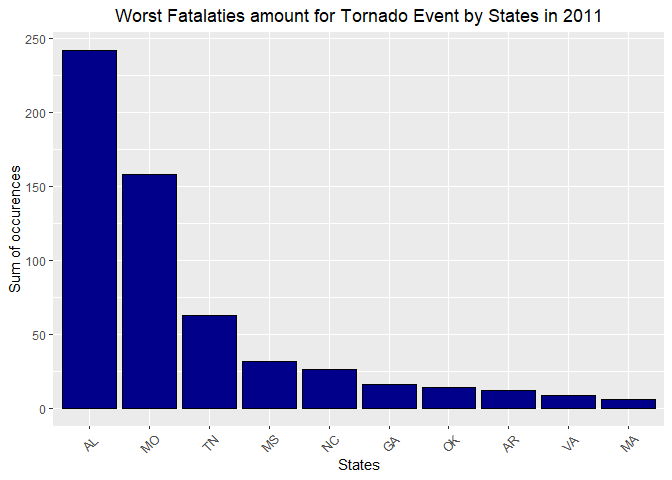 Worst Fatalaties amount for Tornado Event by States in 2011
250
200
150
100
50
0
Sum of occurences
AL MO TN MS NC GA OK AR VA MA
States